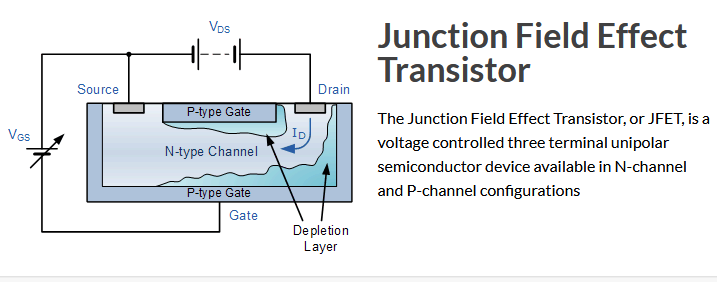 VDS
Source
Drain
P-type Gate
VGS
ID
N-type Channel
P-type Gate
Gate
Depletion
Layer
Junction Field Effect
Transistor
The Junction Field Effect Transistor, or JFET, is a
voltage controlled three terminal unipolar
semiconductor device available in N-channel
and P-channel configurations